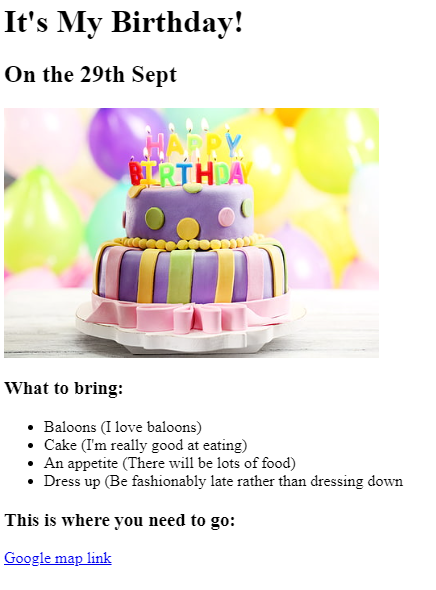 It's My Birthday!
On the 29th Sept
HAPPY
BIRTHDAY
What to bring:
Baloons (I love baloons)
Cake (I'm really good at eating)
An appetite (There will be lots of food)
Dress up (Be fashionably late rather than dressing down
This is where you need to go:
Google map link